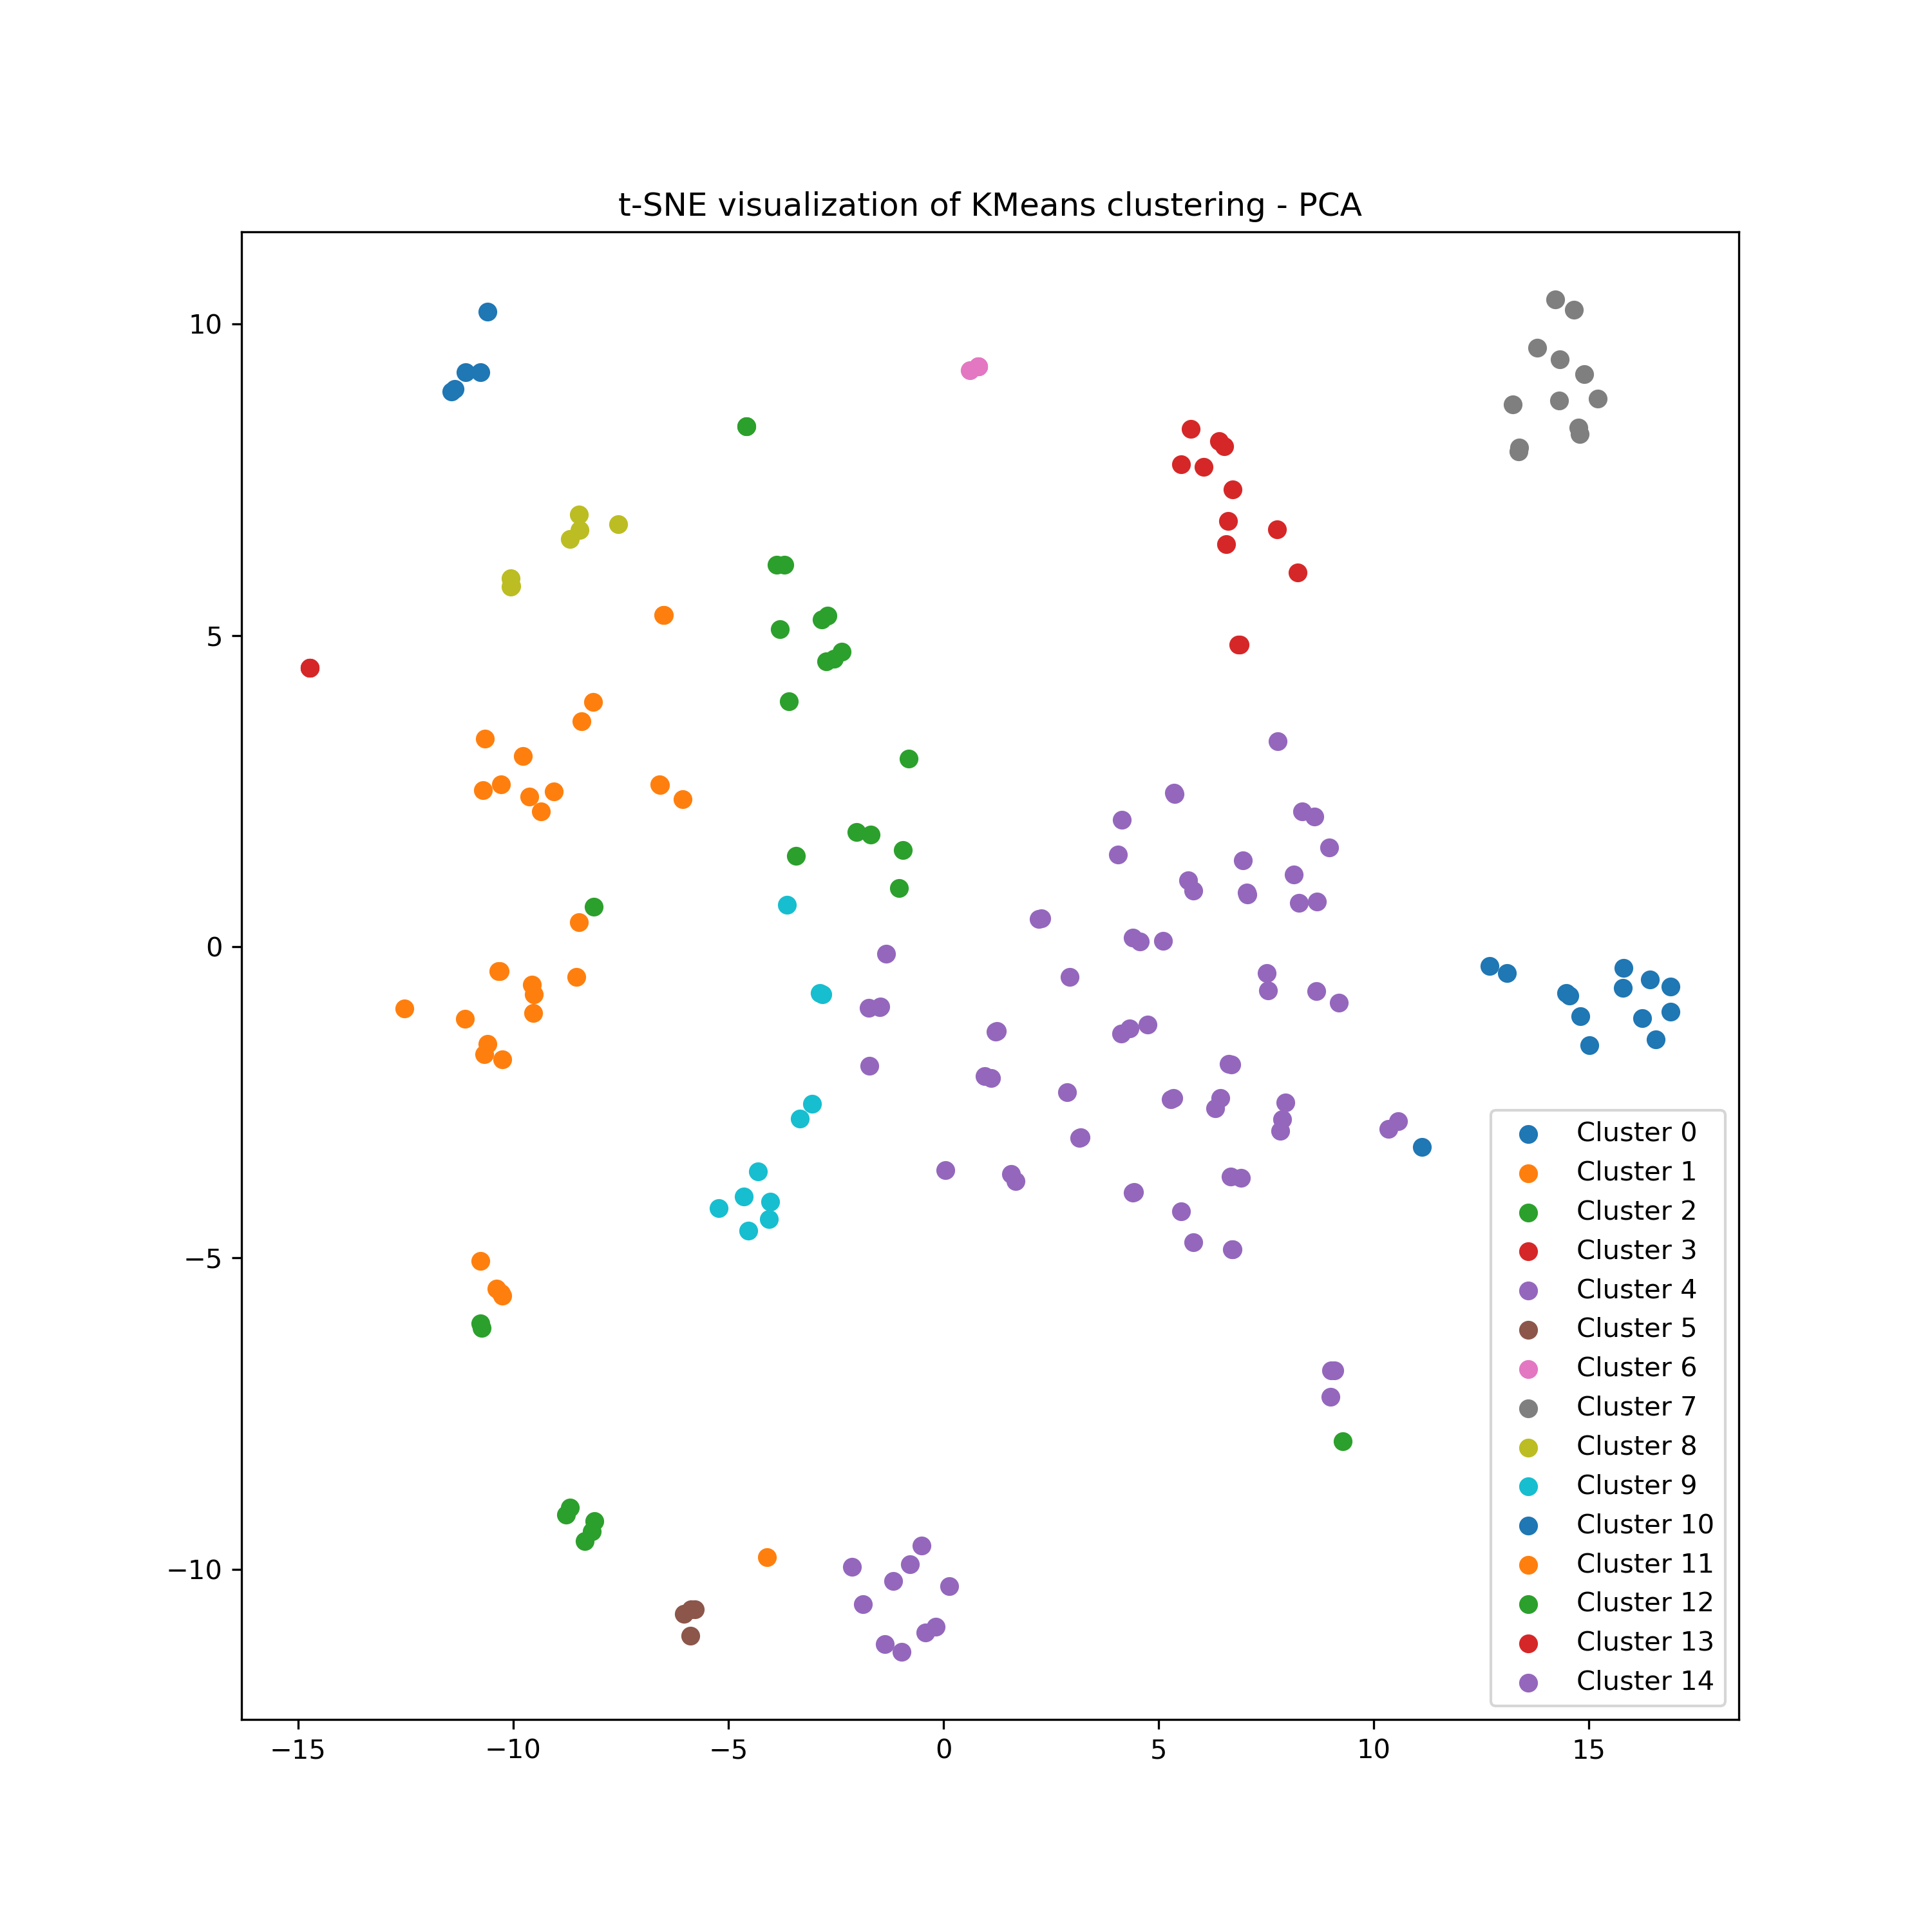 t-SNE visualization of KMeans clustering - PCA
10
5
0
−5
−10
−15
−10
−5
0
5
10
15
Cluster 0
Cluster 1
Cluster 2
Cluster 3
Cluster 4
Cluster 5
Cluster 6
Cluster 7
Cluster 8
Cluster 9
Cluster 10
Cluster 11
Cluster 12
Cluster 13
Cluster 14